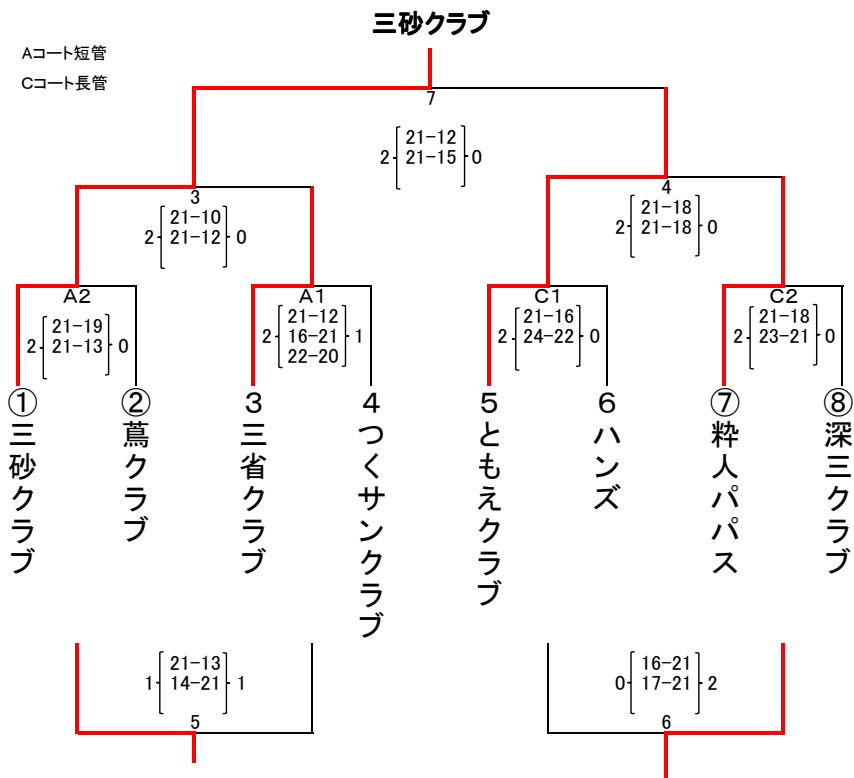 三砂クラブ
Aコート短管
Cコート長管
7
21-12
2 21-15 0
3
21-10
2 21-12 0
4
21-18
2 21-18 0
A2
21-19
2 21-13 0
A1
21-12
2 16-21 1
22-20
C1
21-16
2 24-22 0
C2
21-18
2 23-21 0
①三砂クラブ
②蔦クラブ
3三省クラブ
4つくサンクラブ
5ともえクラブ
6ハンズ
⑦粋人パパス
⑧深三クラブ
21-13
1 14-21 1
5
16-21
0 17-21 2
6